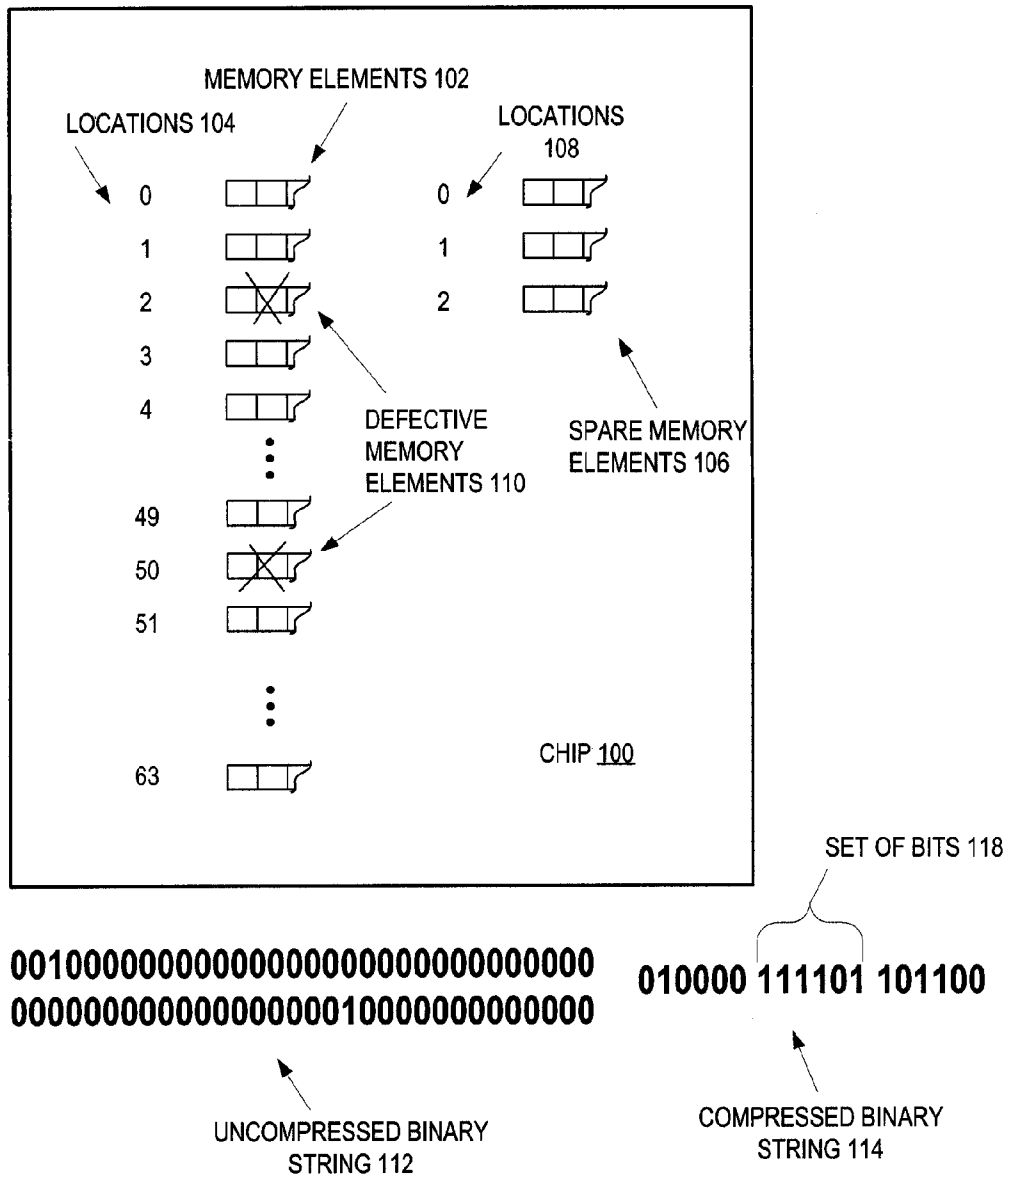 MEMORY ELEMENTS 102
LOCATIONS 104
LOCATIONS
108
0
0
1
1
2
2
3
4
DEFECTIVE
MEMORY
ELEMENTS 110
SPARE MEMORY
ELEMENTS 106
49
50
51
63
CHIP 100
SET OF BITS 118
00100000000000000000000000000000
00000000000000000010000000000000
010000 111101 101100
UNCOMPRESSED BINARY
STRING 112
COMPRESSED BINARY
STRING 114